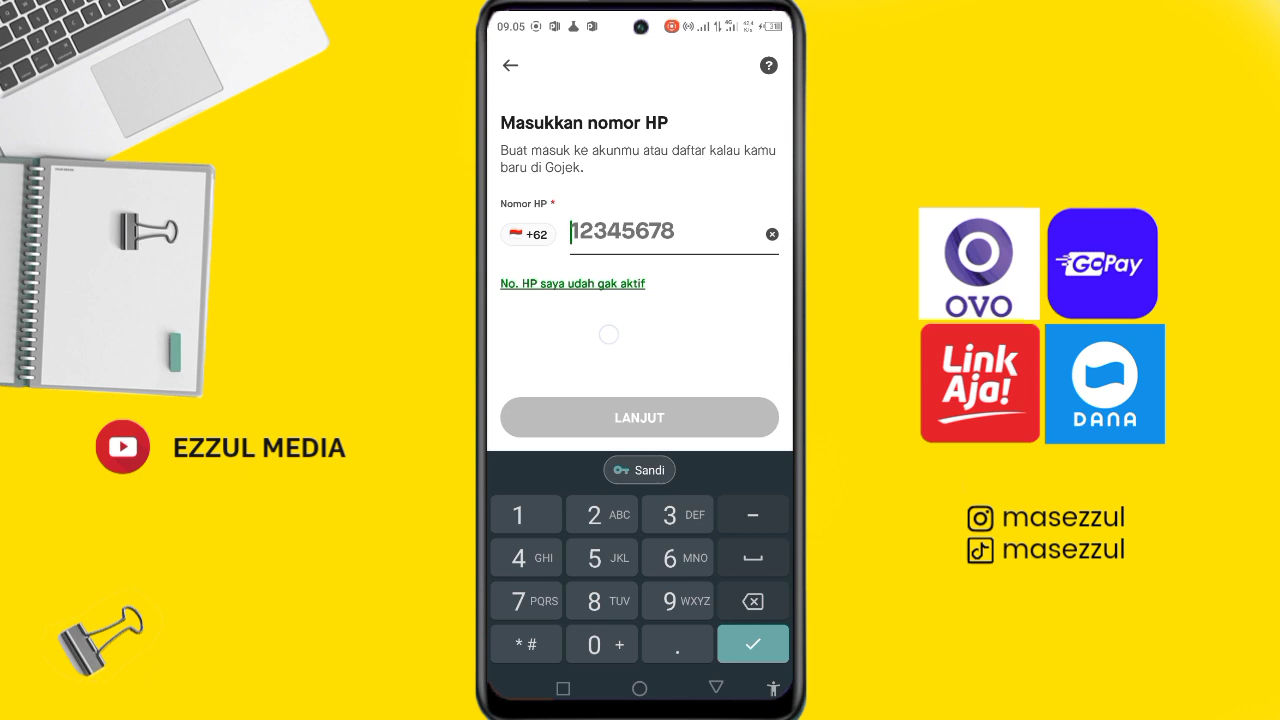 09.05
4G
Masukkan nomor HP
Buat masuk ke akunmu atau daftar kalau kamu
baru di Gojek.
Nomor HP *
+62
12345678
No. HP saya udah gak aktif
LANJUT
Sandi
1
2 ABC
3 DEF
-
4 GHI
5 JKL
6 MNO
7 PQRS
8 TUV
9 WXYZ
* #
0 +
.
EZZUL MEDIA
OVO
GoPay
Link
Aja!
DANA
masezzul
masezzul